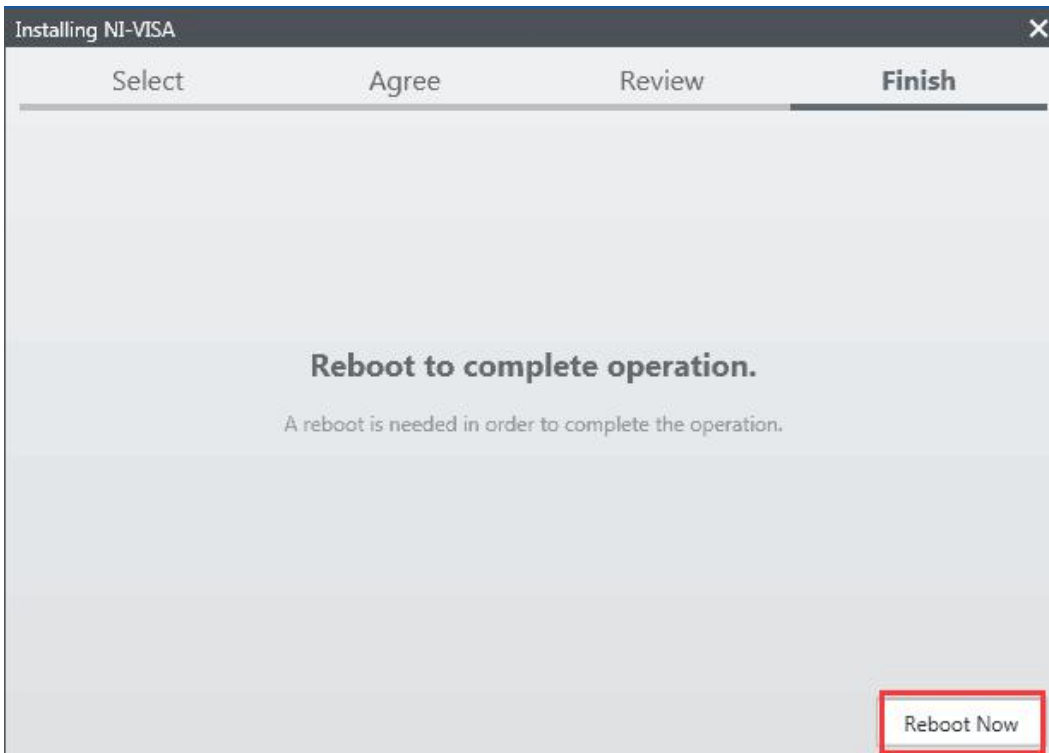 Installing NI-VISA
Select Agree Review Finish
Reboot to complete operation.
A reboot is needed in order to complete the operation.
Reboot Now